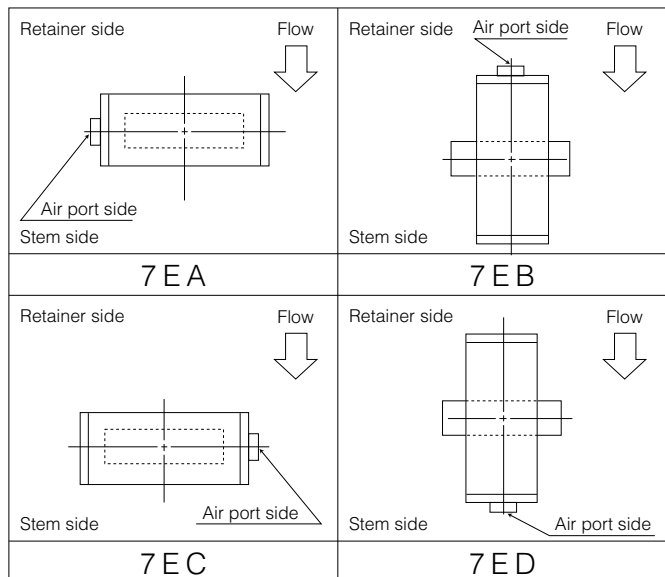 Retainer side
Flow
Air port side
Stem side
7EA
Retainer side
Air port side
Flow
Stem side
7EB
Retainer side
Flow
Air port side
Stem side
7EC
Retainer side
Flow
Air port side
Stem side
7ED